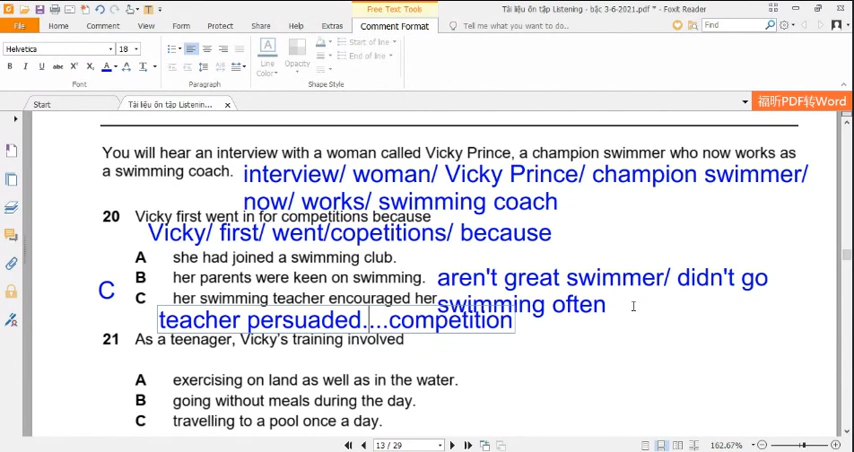 Free Text Tools
Tài liệu ôn tập Listening - bậc 3-6-2021.pdf * - Foxit Reader
File
Home
Comment
View
Form
Protect
Share
Help
Extras
Comment Format
Tell me what you want to do...
Find
Helvetica
18
Line
Color
Opacity
Start of line
End of line
Font
Paragraph
Shape Style
Start
Tài liệu ôn tập Listenin...
福昕PDF转Word
You will hear an interview with a woman called Vicky Prince, a champion swimmer who now works as
a swimming coach.
interview/ woman/ Vicky Prince/ champion swimmer/
now/ works/ swimming coach
20 Vicky first went in for competitions because
Vicky/ first/ went/copetitions/ because
A she had joined a swimming club.
B her parents were keen on swimming.
aren't great swimmer/ didn't go
swimming often
C
C her swimming teacher encouraged her
teacher persuaded....competition
21 As a teenager, Vicky's training involved
A exercising on land as well as in the water.
B going without meals during the day.
C travelling to a pool once a day.
13 / 29
162.67%